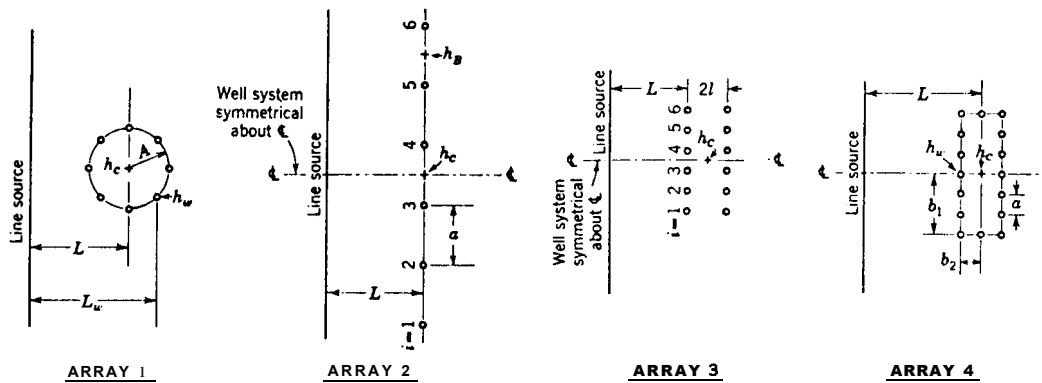 Line source
h_c
A
h_w
L
L_w
ARRAY 1
Well system
symmetrical
about ℄
Line source
6
h_B
5
4
h_c
℄
3
a
2
L
i=1
ARRAY 2
Line source
L
2l
6
5
4
3
2
i=1
h_c
℄
℄
Well system
symmetrical
about ℄
ARRAY 3
Line source
L
h_w
h_c
℄
℄
b_1
a
b_2
ARRAY 4